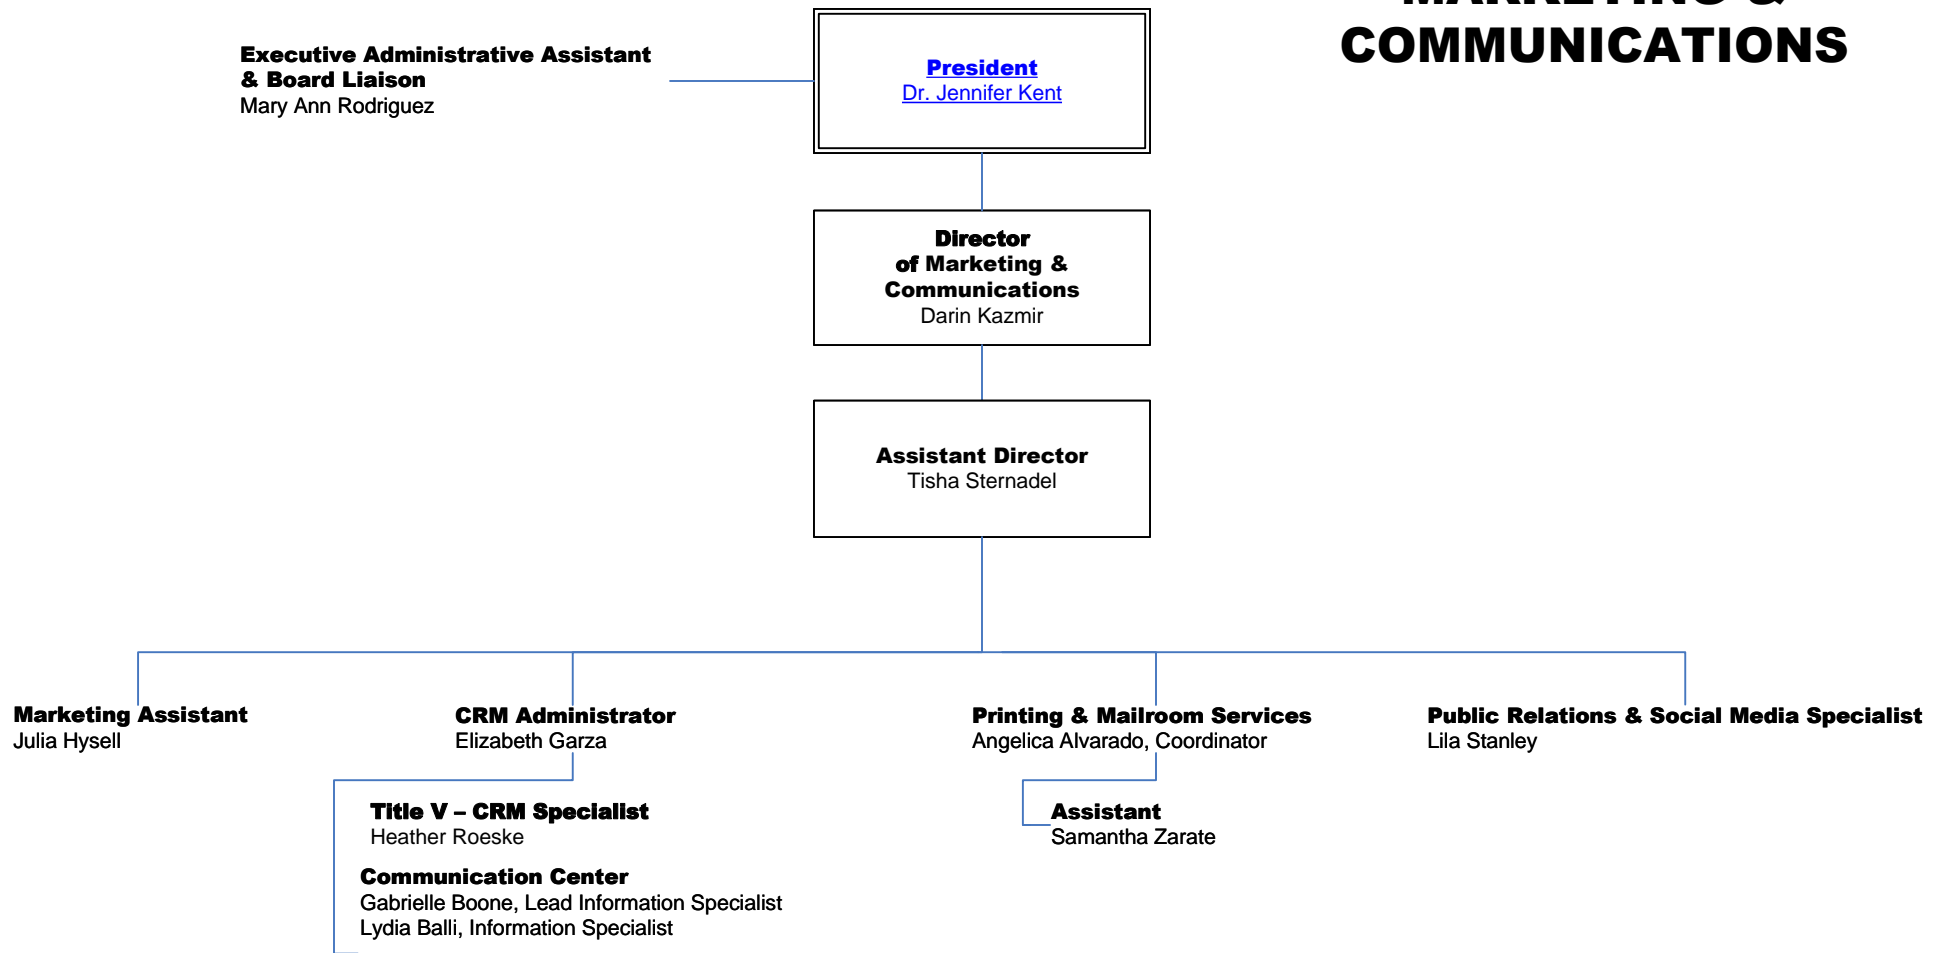 MARKETING &
COMMUNICATIONS
Executive Administrative Assistant
& Board Liaison
Mary Ann Rodriguez
President
Dr. Jennifer Kent
Director
of Marketing &
Communications
Darin Kazmir
Assistant Director
Tisha Sternadel
Marketing Assistant
Julia Hysell
CRM Administrator
Elizabeth Garza
Title V – CRM Specialist
Heather Roeske
Communication Center
Gabrielle Boone, Lead Information Specialist
Lydia Balli, Information Specialist
Printing & Mailroom Services
Angelica Alvarado, Coordinator
Assistant
Samantha Zarate
Public Relations & Social Media Specialist
Lila Stanley